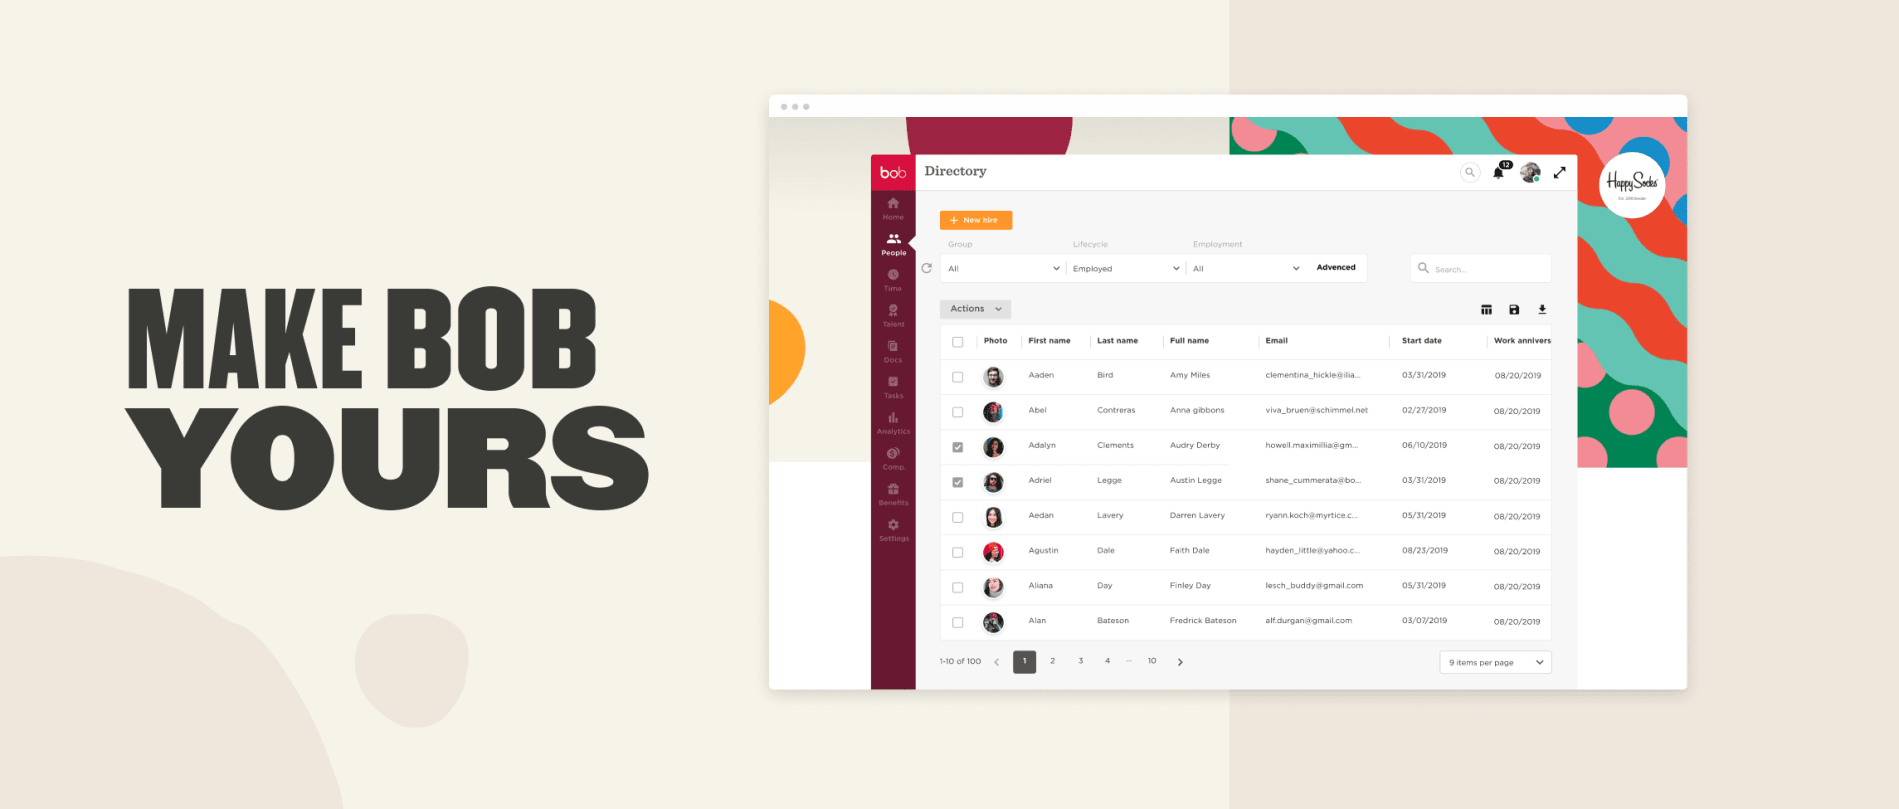 MAKE BOB
YOURS
bob
Directory
12
Happy Socks
Home
People
Time
Talent
Docs
Tasks
Analytics
Comp.
Benefits
Settings
+ New hire
Group Lifecycle Employment
All Employed All Advanced Search...
Actions
Photo First name Last name Full name Email Start date Work annivers
Aaden Bird Amy Miles clementina_hickle@ilia... 03/31/2019 08/20/2019
Abel Contreras Anna gibbons viva_bruen@schimmel.net 02/27/2019 08/20/2019
Adalyn Clements Audry Derby howell.maximillia@gm... 06/10/2019 08/20/2019
Adriel Legge Austin Legge shane_cummerata@bo... 03/31/2019 08/20/2019
Aedan Lavery Darren Lavery ryann.koch@myrtice.c... 05/31/2019 08/20/2019
Agustin Dale Faith Dale hayden_little@yahoo.c... 08/23/2019 08/20/2019
Aliana Day Finley Day lesch_buddy@gmail.com 05/31/2019 08/20/2019
Alan Bateson Fredrick Bateson alf.durgan@gmail.com 03/07/2019 08/20/2019
1-10 of 100 1 2 3 4 ... 10 9 items per page